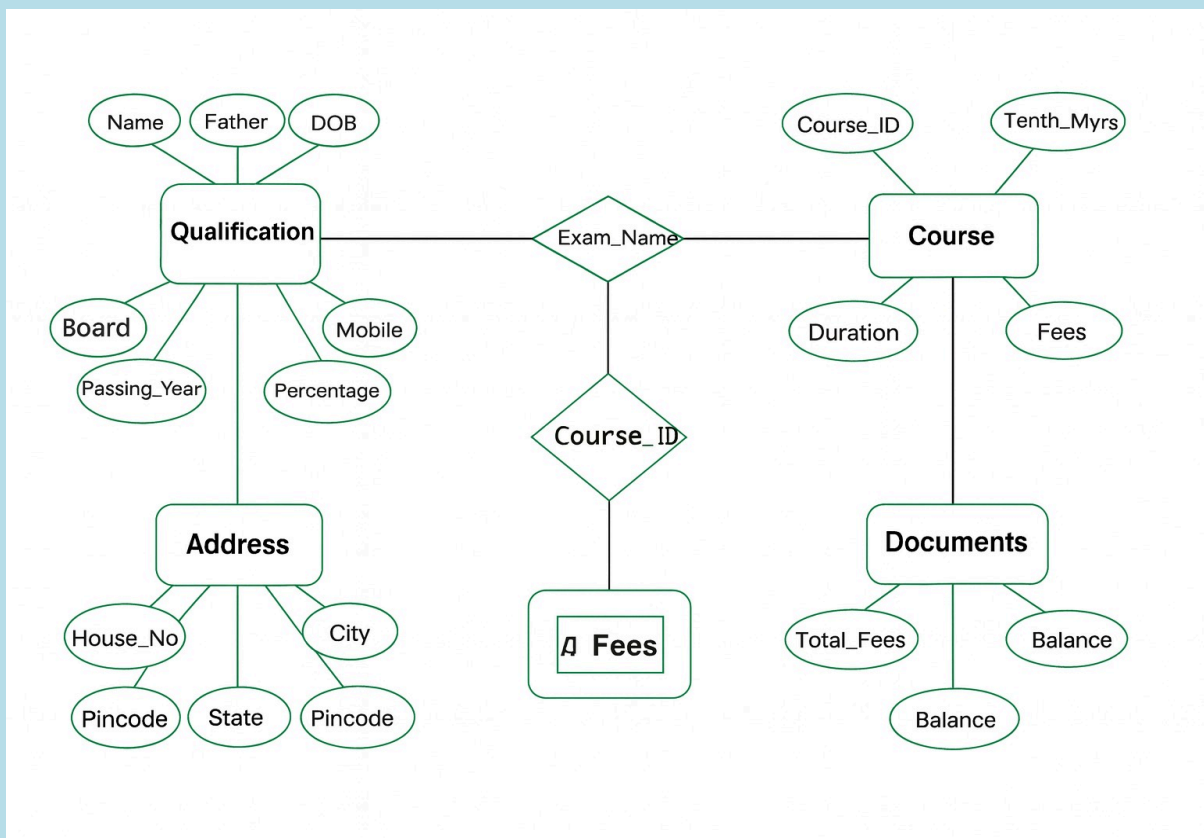 Name
Father
DOB
Course_ID
Tenth_Myrs
Qualification
Exam_Name
Course
Board
Mobile
Duration
Fees
Passing_Year
Percentage
Course_ID
Address
Documents
House_No
City
Fees
Total_Fees
Balance
Pincode
State
Pincode
Balance